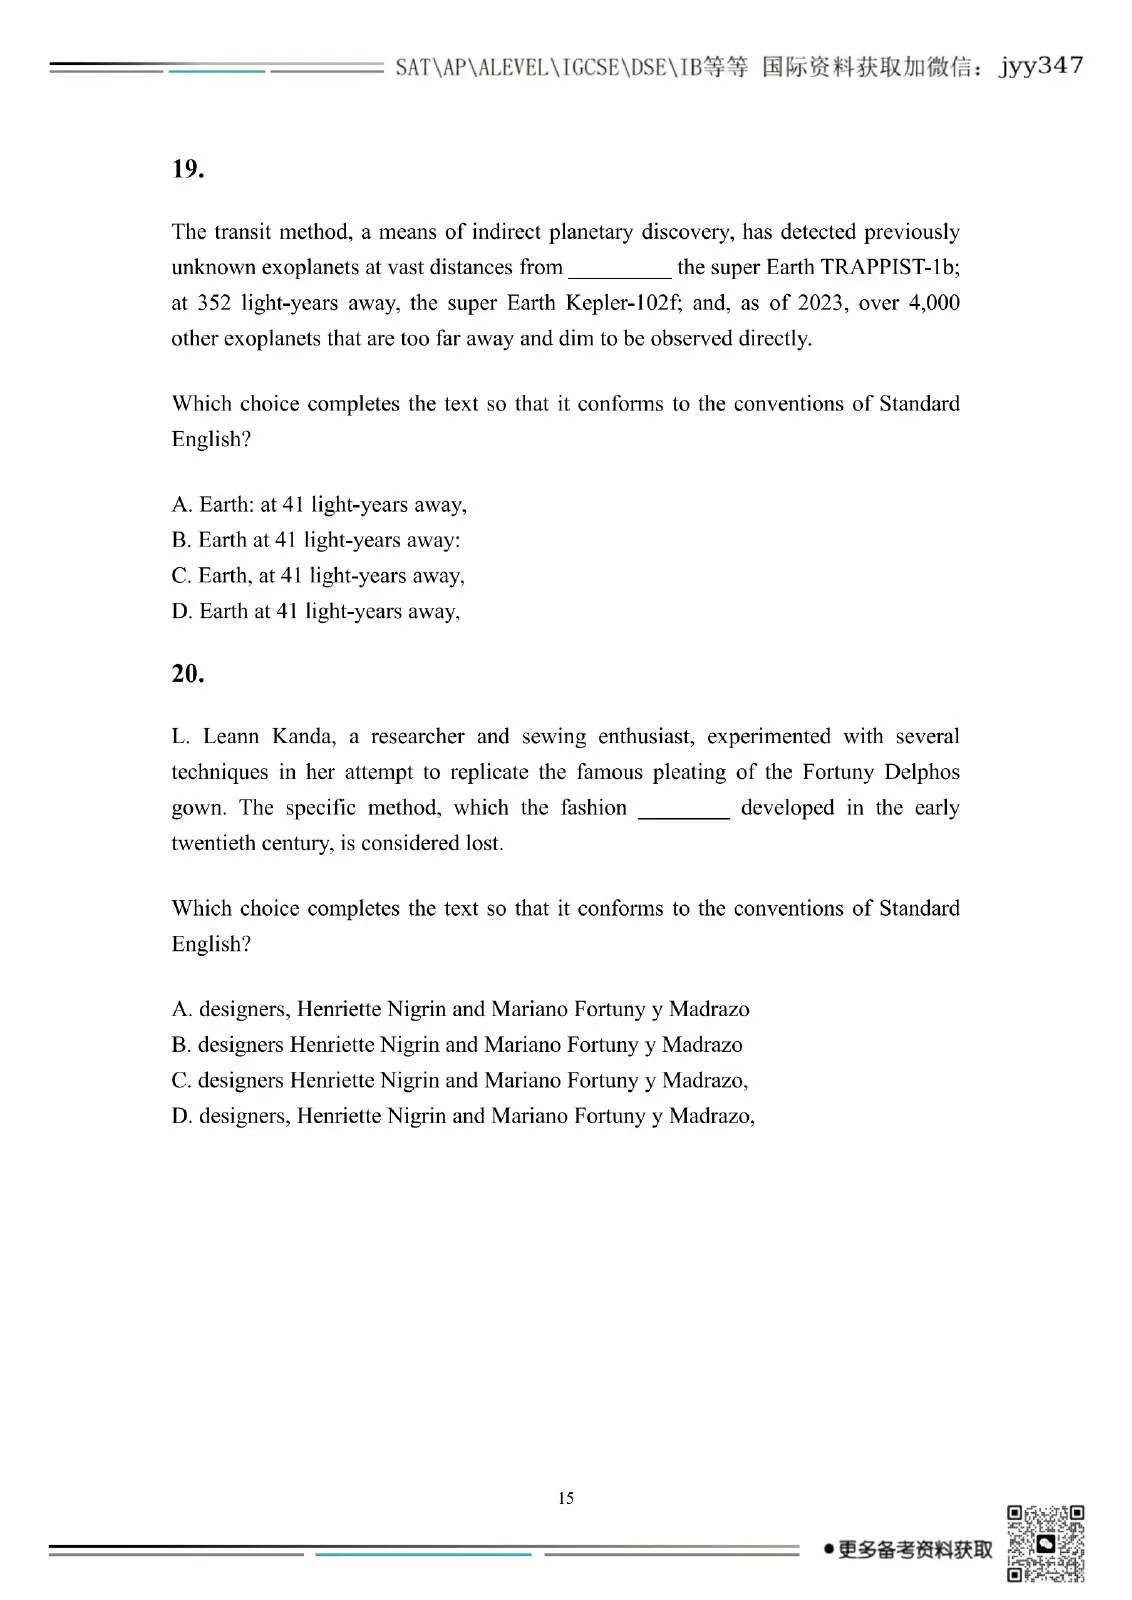 SAT\AP\ALEVEL\IGCSE\DSE\IB等等 国际资料获取加微信: jyy347
19.
The transit method, a means of indirect planetary discovery, has detected previously
unknown exoplanets at vast distances from _________ the super Earth TRAPPIST-1b;
at 352 light-years away, the super Earth Kepler-102f; and, as of 2023, over 4,000
other exoplanets that are too far away and dim to be observed directly.
Which choice completes the text so that it conforms to the conventions of Standard
English?
A. Earth: at 41 light-years away,
B. Earth at 41 light-years away:
C. Earth, at 41 light-years away,
D. Earth at 41 light-years away,
20.
L. Leann Kanda, a researcher and sewing enthusiast, experimented with several
techniques in her attempt to replicate the famous pleating of the Fortuny Delphos
gown. The specific method, which the fashion ________ developed in the early
twentieth century, is considered lost.
Which choice completes the text so that it conforms to the conventions of Standard
English?
A. designers, Henriette Nigrin and Mariano Fortuny y Madrazo
B. designers Henriette Nigrin and Mariano Fortuny y Madrazo
C. designers Henriette Nigrin and Mariano Fortuny y Madrazo,
D. designers, Henriette Nigrin and Mariano Fortuny y Madrazo,
15
●更多备考资料获取